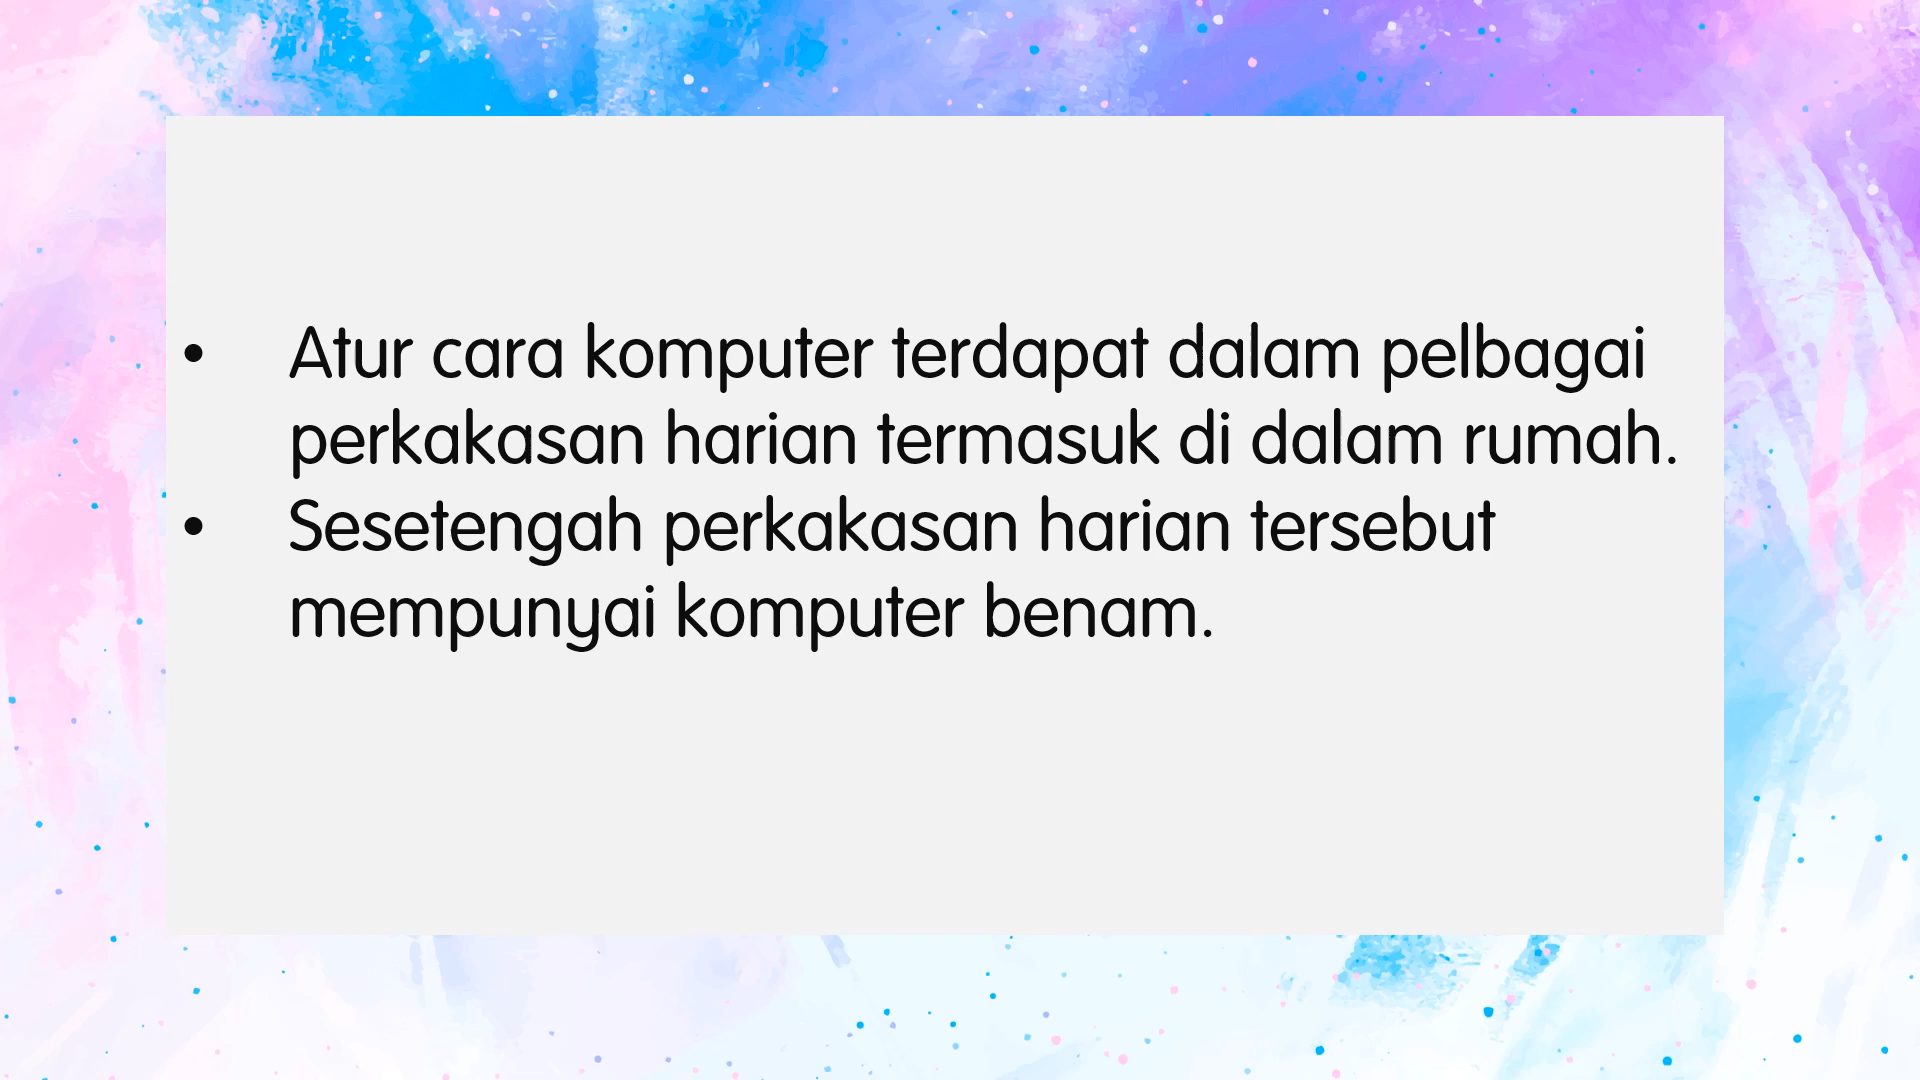 • Atur cara komputer terdapat dalam pelbagai
perkakasan harian termasuk di dalam rumah.
• Sesetengah perkakasan harian tersebut
mempunyai komputer benam.